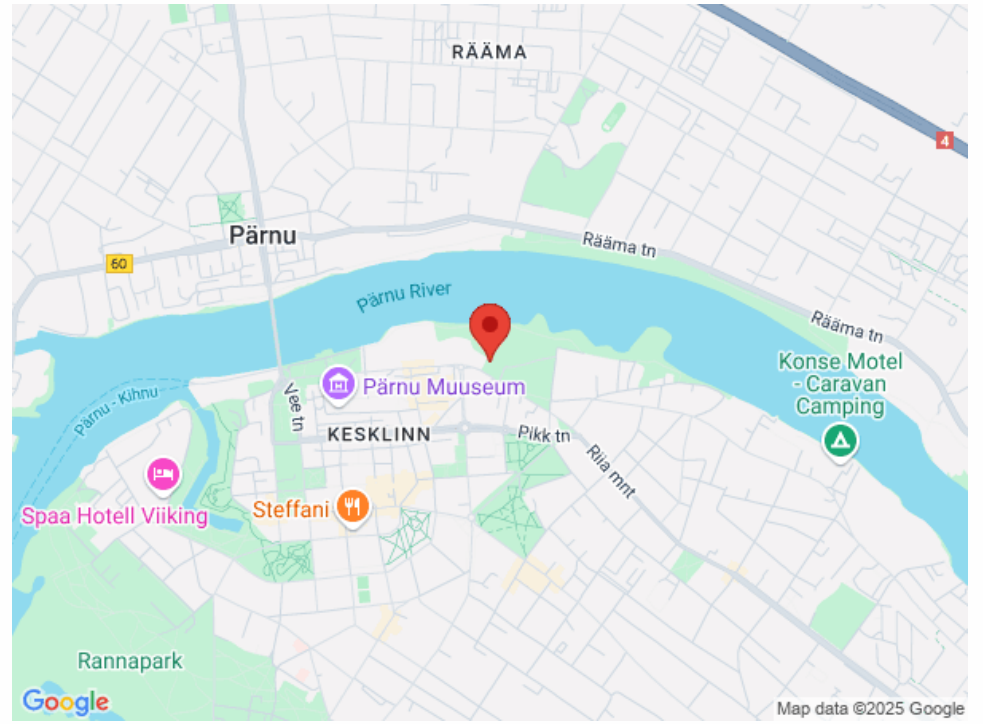 RÄÄMA
4
Pärnu
Rääma tn
60
Pärnu River
Rääma tn
Konse Motel
- Caravan
Camping
Pärnu Muuseum
Pärnu - Kihnu
Vee tn
KESKLINN
Pikk tn
Riia mnt
Spaa Hotell Viiking
Steffani
Rannapark
Google
Map data ©2025 Google